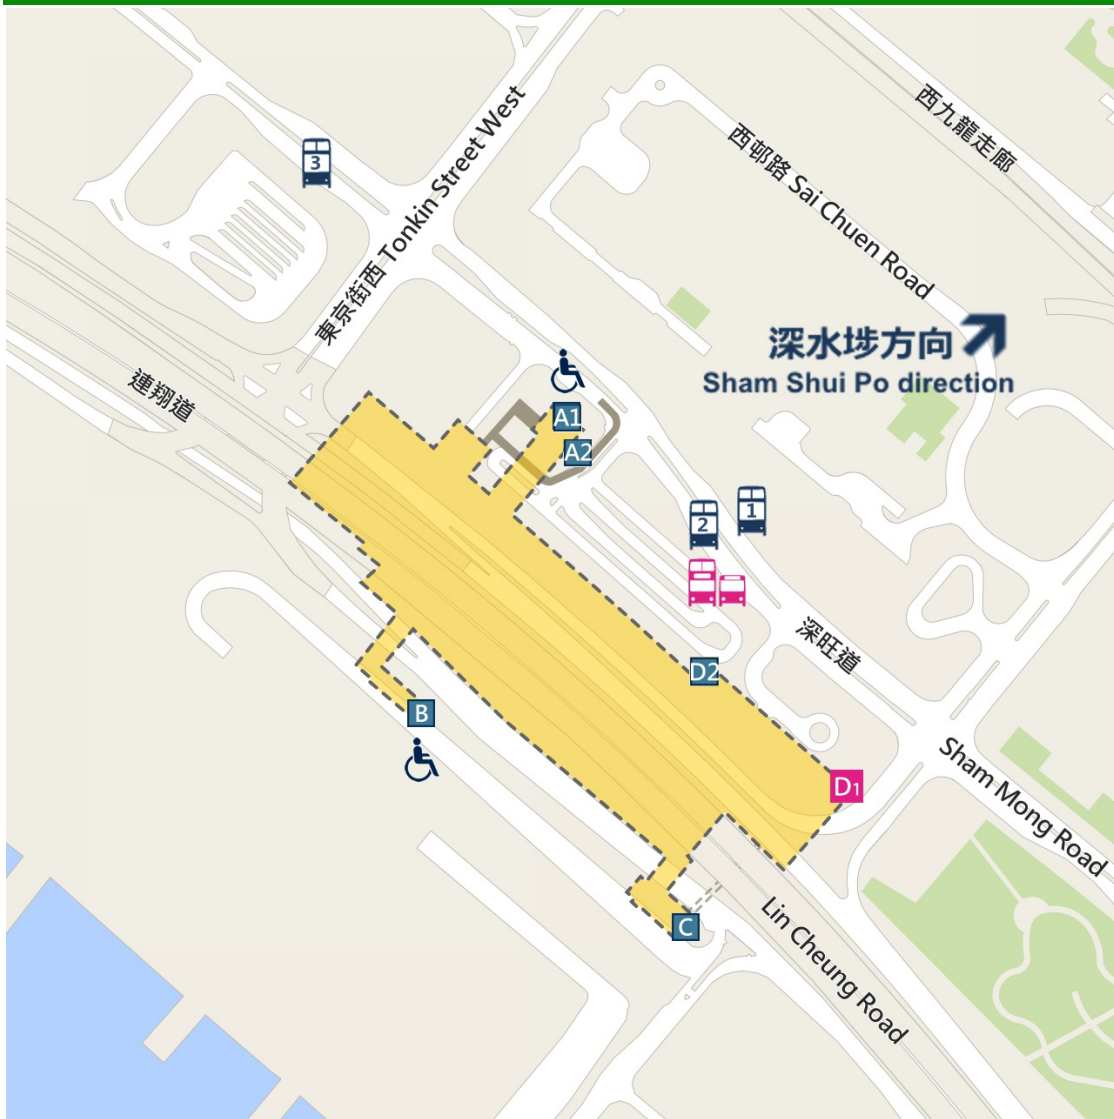 西九龍走廊
東京街西 Tonkin Street West
西邨路 Sai Chuen Road
3
深水埗方向
Sham Shui Po direction
連翔道
A1
A2
1
2
深旺道
D2
B
Sham Mong Road
D1
C
Lin Cheung Road